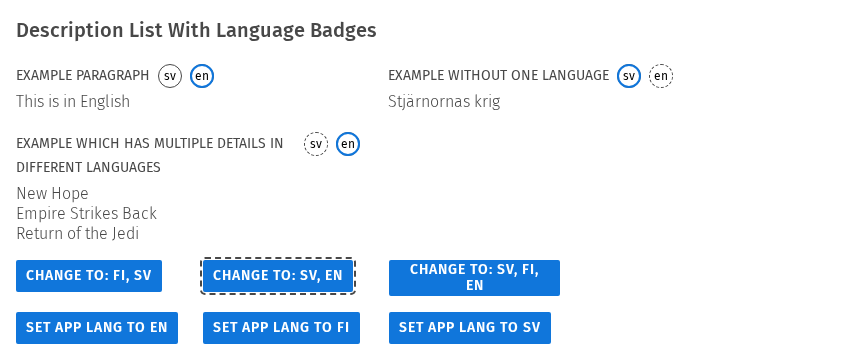 Description List With Language Badges
EXAMPLE PARAGRAPH sv en
This is in English
EXAMPLE WITHOUT ONE LANGUAGE sv en
Stjärnornas krig
EXAMPLE WHICH HAS MULTIPLE DETAILS IN sv en
DIFFERENT LANGUAGES
New Hope
Empire Strikes Back
Return of the Jedi
CHANGE TO: FI, SV
CHANGE TO: SV, EN
CHANGE TO: SV, FI,
EN
SET APP LANG TO EN
SET APP LANG TO FI
SET APP LANG TO SV